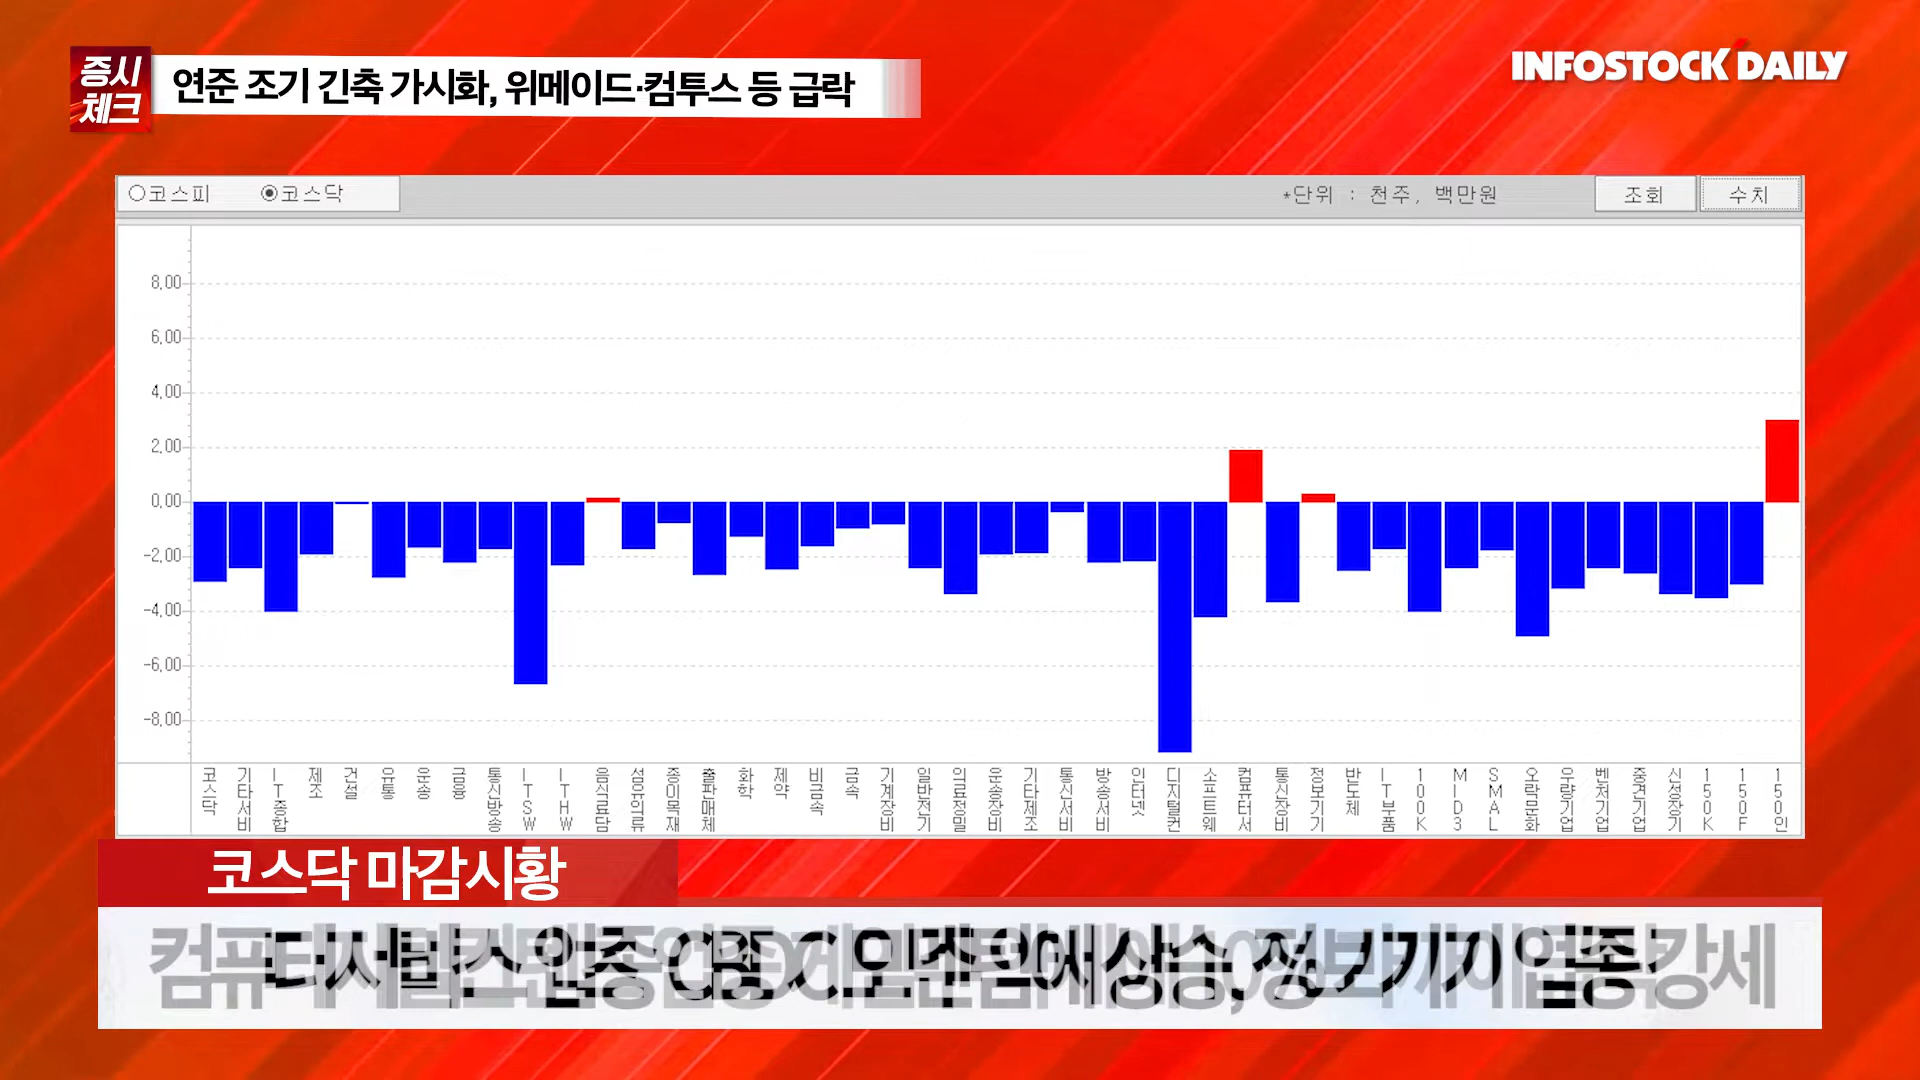 증시
체크
연준 조기 긴축 가시화, 위메이드·컴투스 등 급락
INFOSTOCK DAILY
코스피
코스닥
*단위 : 천주, 백만원
조회
수치
8.00
6.00
4.00
2.00
0.00
-2.00
-4.00
-6.00
-8.00
코스닥
기타서비
IT종합
제조
건설
유통
운송
금융
통신방송
ITSW
ITHW
음식료담
섬유의류
종이목재
출판매체
화학
제약
비금속
금속
기계장비
일반전기
의료정밀
운송장비
기타제조
통신서비
방송서비
인터넷
디지털컨
소프트웨
컴퓨터서
통신장비
정보기기
반도체
IT부품
100K
MID3
SMAL
오락문화
우량기업
벤처기업
중견기업
신성장기
150K
150F
150인
코스닥 마감시황